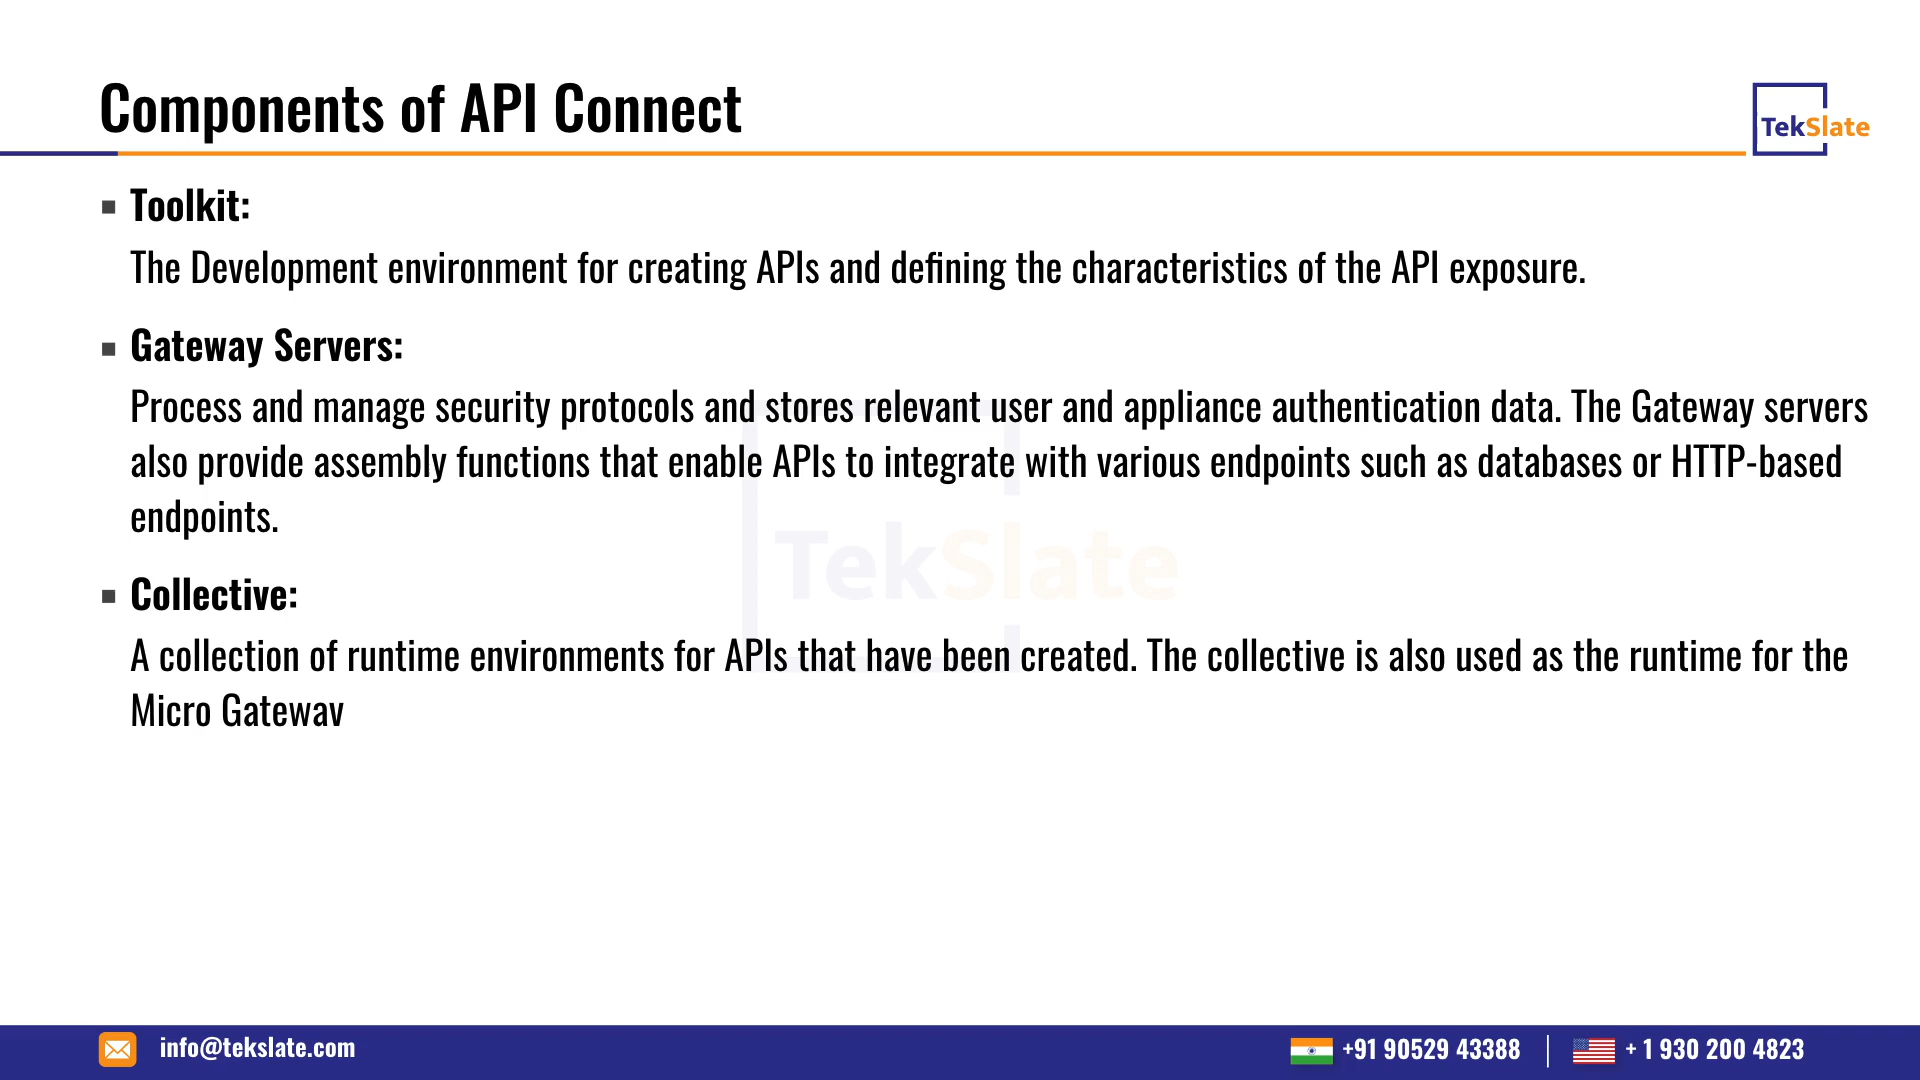 Components of API Connect
TekSlate
Toolkit:
The Development environment for creating APIs and defining the characteristics of the API exposure.
Gateway Servers:
Process and manage security protocols and stores relevant user and appliance authentication data. The Gateway servers
also provide assembly functions that enable APIs to integrate with various endpoints such as databases or HTTP-based
endpoints.
TekSlate
Collective:
A collection of runtime environments for APIs that have been created. The collective is also used as the runtime for the
Micro Gatewav
info@tekslate.com
+91 90529 43388
+ 1 930 200 4823